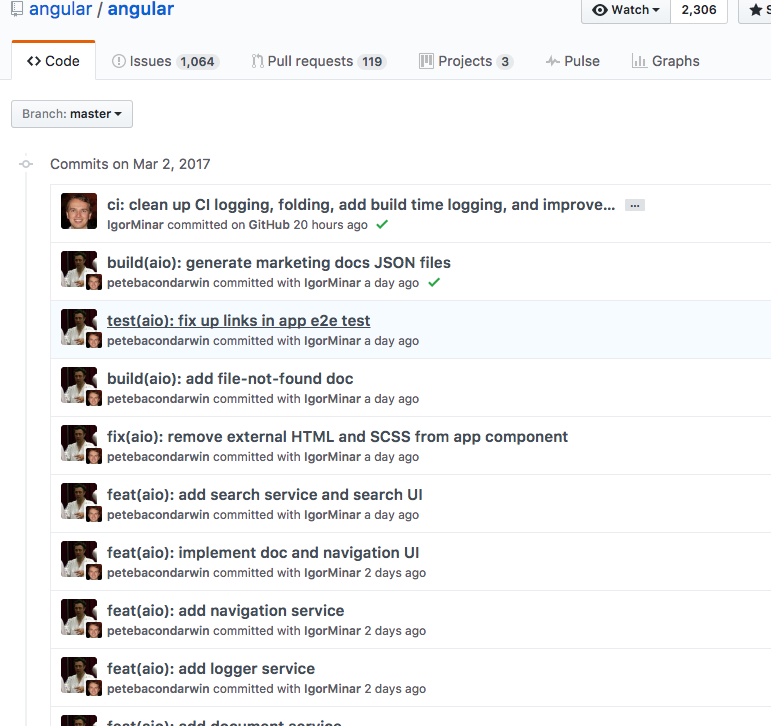 angular / angular
Watch 2,306 S
Code Issues 1,064 Pull requests 119 Projects 3 Pulse Graphs
Branch: master
Commits on Mar 2, 2017
ci: clean up CI logging, folding, add build time logging, and improve… …
IgorMinar committed on GitHub 20 hours ago
build(aio): generate marketing docs JSON files
petebacondarwin committed with IgorMinar a day ago
test(aio): fix up links in app e2e test
petebacondarwin committed with IgorMinar a day ago
build(aio): add file-not-found doc
petebacondarwin committed with IgorMinar a day ago
fix(aio): remove external HTML and SCSS from app component
petebacondarwin committed with IgorMinar a day ago
feat(aio): add search service and search UI
petebacondarwin committed with IgorMinar a day ago
feat(aio): implement doc and navigation UI
petebacondarwin committed with IgorMinar 2 days ago
feat(aio): add navigation service
petebacondarwin committed with IgorMinar 2 days ago
feat(aio): add logger service
petebacondarwin committed with IgorMinar 2 days ago
feat(aio): add document service